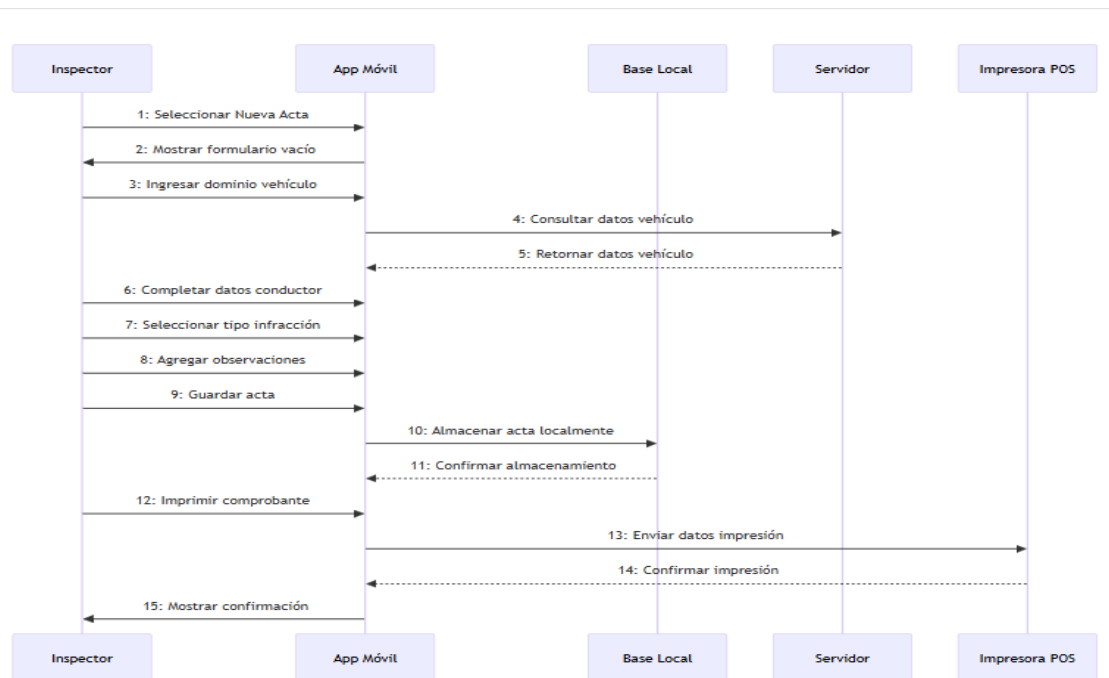 Inspector
App Móvil
Base Local
Servidor
Impresora POS
1: Seleccionar Nueva Acta
2: Mostrar formulario vacío
3: Ingresar dominio vehículo
4: Consultar datos vehículo
5: Retornar datos vehículo
6: Completar datos conductor
7: Seleccionar tipo infracción
8: Agregar observaciones
9: Guardar acta
10: Almacenar acta localmente
11: Confirmar almacenamiento
12: Imprimir comprobante
13: Enviar datos impresión
14: Confirmar impresión
15: Mostrar confirmación
Inspector
App Móvil
Base Local
Servidor
Impresora POS